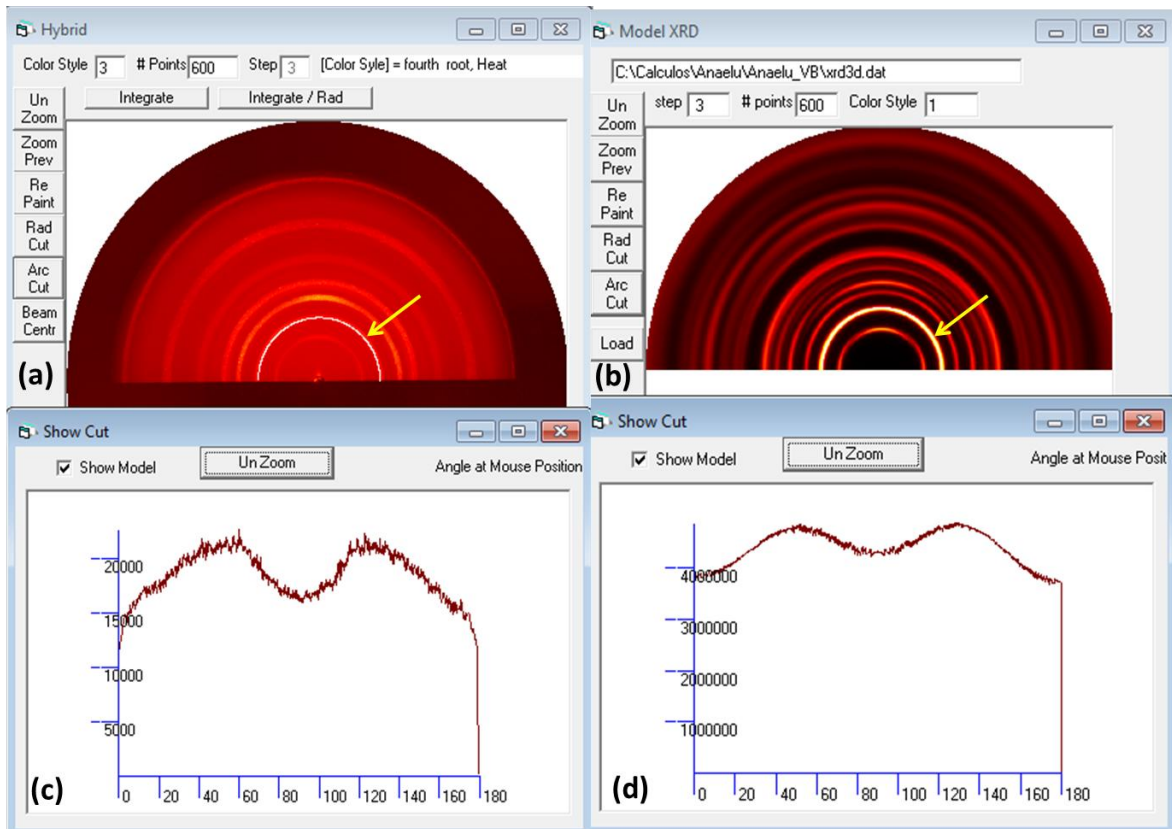 Hybrid
Color Style 3 # Points 600 Step 3 [Color Syle] = fourth root, Heat
Integrate Integrate / Rad
Un
Zoom
Zoom
Prev
Re
Paint
Rad
Cut
Arc
Cut
Beam
Centr
(a)
Model XRD
C:\Calculos\Anaelu\Anaelu_VB\xrd3d.dat
step 3 # points 600 Color Style 1
Un
Zoom
Zoom
Prev
Re
Paint
Rad
Cut
Arc
Cut
Load
(b)
Show Cut
Show Model UnZoom Angle at Mouse Position
20000
15000
10000
5000
0 20 40 60 80 100 120 140 160 180
(c)
Show Cut
Show Model UnZoom Angle at Mouse Posit
4000000
3000000
2000000
1000000
0 20 40 60 80 100 120 140 160 180
(d)